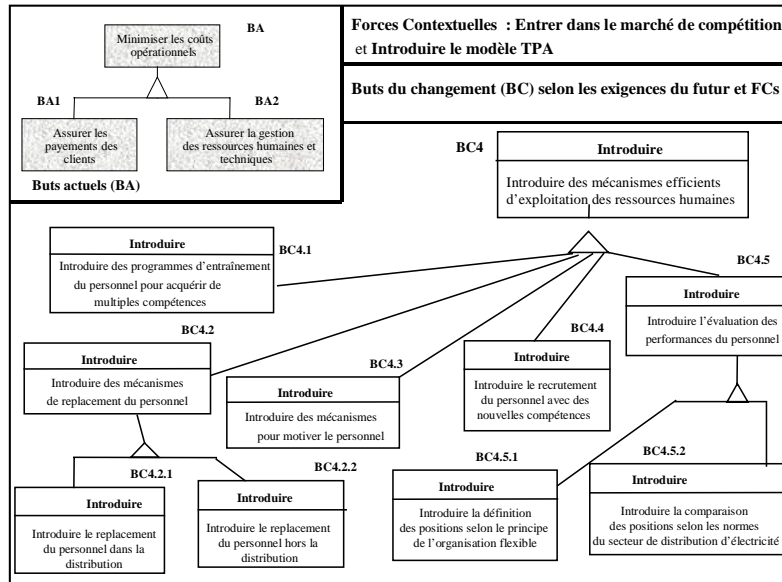 BA
Minimiser les coûts
opérationnels
BA1
BA2
Assurer les
payements des
clients
Assurer la gestion
des ressources humaines et
techniques
Buts actuels (BA)
Forces Contextuelles : Entrer dans le marché de compétition
et Introduire le modèle TPA
Buts du changement (BC) selon les exigences du futur et FCs
BC4
Introduire
Introduire des mécanismes efficients
d'exploitation des ressources humaines
BC4.1
Introduire
Introduire des programmes d'entraînement
du personnel pour acquérir de
multiples compétences
BC4.5
Introduire
Introduire l'évaluation des
performances du personnel
BC4.2
Introduire
Introduire des mécanismes
de replacement du personnel
BC4.3
Introduire
Introduire des mécanismes
pour motiver le personnel
BC4.4
Introduire
Introduire le recrutement
du personnel avec des
nouvelles compétences
BC4.2.1
Introduire
Introduire le replacement
du personnel dans la
distribution
BC4.2.2
Introduire
Introduire le replacement
du personnel hors la
distribution
BC4.5.1
Introduire
Introduire la définition
des positions selon le principe
de l'organisation flexible
BC4.5.2
Introduire
Introduire la comparaison
des positions selon les normes
du secteur de distribution d'électricité